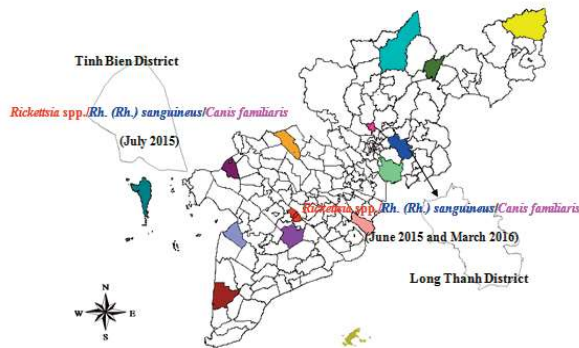 Tinh Bien District
Rickettsia spp./Rh. (Rh.) sanguineus/Canis familiaris
(July 2015)
Rickettsia spp./Rh. (Rh.) sanguineus/Canis familiaris
(June 2015 and March 2016)
Long Thanh District
N
W E
S